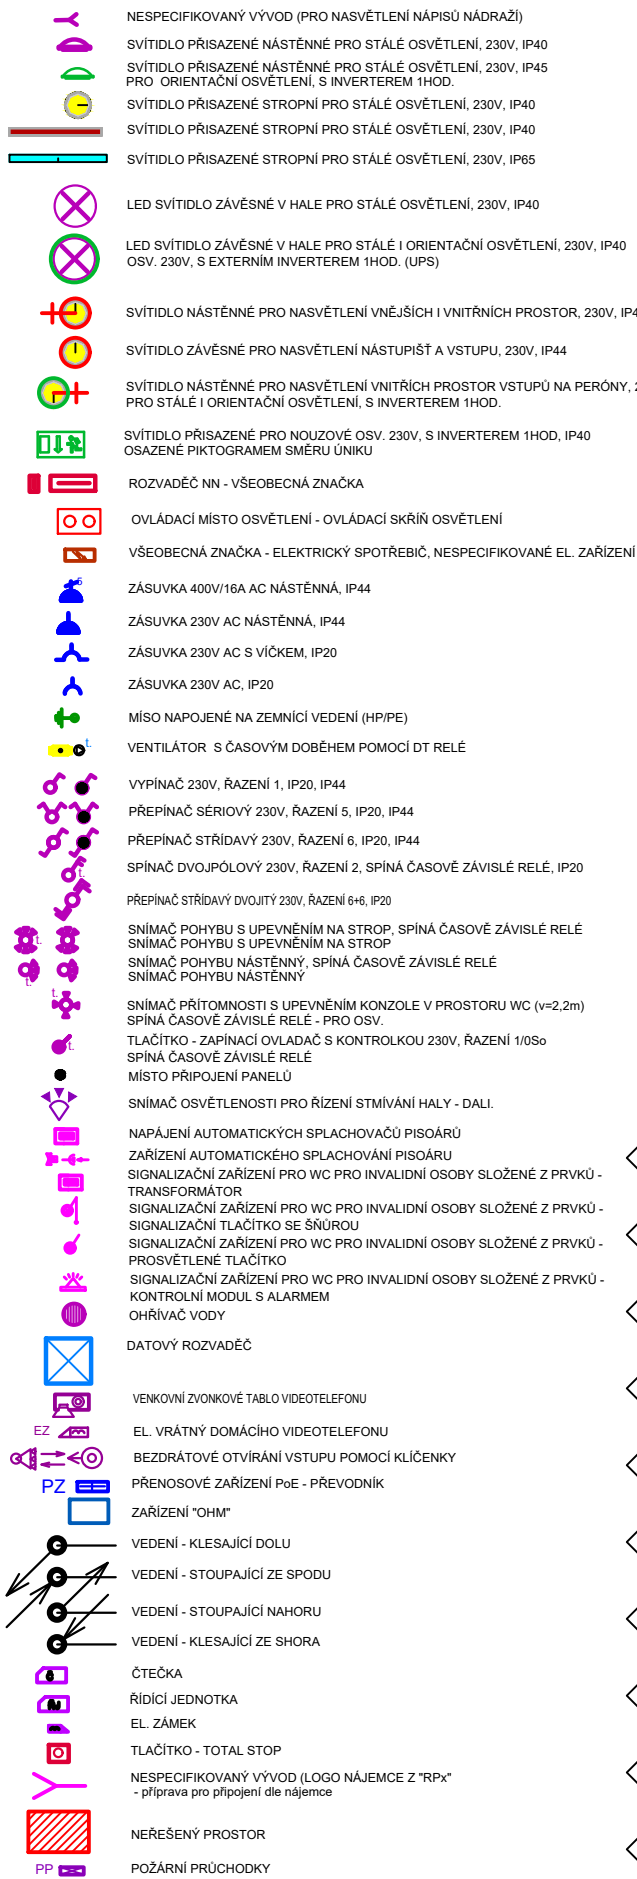 NESPECIFIKOVANÝ VÝVOD (PRO NASVĚTLENÍ NÁPISŮ NÁDRAŽÍ)
SVÍTIDLO PŘISAZENÉ NÁSTĚNNÉ PRO STÁLÉ OSVĚTLENÍ, 230V, IP40
SVÍTIDLO PŘISAZENÉ NÁSTĚNNÉ PRO STÁLÉ OSVĚTLENÍ, 230V, IP45
PRO ORIENTAČNÍ OSVĚTLENÍ, S INVERTEREM 1HOD.
SVÍTIDLO PŘISAZENÉ STROPNÍ PRO STÁLÉ OSVĚTLENÍ, 230V, IP40
SVÍTIDLO PŘISAZENÉ STROPNÍ PRO STÁLÉ OSVĚTLENÍ, 230V, IP40
SVÍTIDLO PŘISAZENÉ STROPNÍ PRO STÁLÉ OSVĚTLENÍ, 230V, IP65
LED SVÍTIDLO ZÁVĚSNÉ V HALE PRO STÁLÉ OSVĚTLENÍ, 230V, IP40
LED SVÍTIDLO ZÁVĚSNÉ V HALE PRO STÁLÉ I ORIENTAČNÍ OSVĚTLENÍ, 230V, IP40
OSV. 230V, S EXTERNÍM INVERTEREM 1HOD. (UPS)
SVÍTIDLO NÁSTĚNNÉ PRO NASVĚTLENÍ VNĚJŠÍCH I VNITŘNÍCH PROSTOR, 230V, IP4
SVÍTIDLO ZÁVĚSNÉ PRO NASVĚTLENÍ NÁSTUPIŠŤ A VSTUPU, 230V, IP44
SVÍTIDLO NÁSTĚNNÉ PRO NASVĚTLENÍ VNITŘÍCH PROSTOR VSTUPŮ NA PERÓNY, 2
PRO STÁLÉ I ORIENTAČNÍ OSVĚTLENÍ, S INVERTEREM 1HOD.
SVÍTIDLO PŘISAZENÉ PRO NOUZOVÉ OSV. 230V, S INVERTEREM 1HOD, IP40
OSAZENÉ PIKTOGRAMEM SMĚRU ÚNIKU
ROZVADĚČ NN - VŠEOBECNÁ ZNAČKA
OVLÁDACÍ MÍSTO OSVĚTLENÍ - OVLÁDACÍ SKŘÍŇ OSVĚTLENÍ
VŠEOBECNÁ ZNAČKA - ELEKTRICKÝ SPOTŘEBIČ, NESPECIFIKOVANÉ EL. ZAŘÍZENÍ
5 ZÁSUVKA 400V/16A AC NÁSTĚNNÁ, IP44
ZÁSUVKA 230V AC NÁSTĚNNÁ, IP44
ZÁSUVKA 230V AC S VÍČKEM, IP20
ZÁSUVKA 230V AC, IP20
MÍSO NAPOJENÉ NA ZEMNÍCÍ VEDENÍ (HP/PE)
t. VENTILÁTOR S ČASOVÝM DOBĚHEM POMOCÍ DT RELÉ
VYPÍNAČ 230V, ŘAZENÍ 1, IP20, IP44
PŘEPÍNAČ SÉRIOVÝ 230V, ŘAZENÍ 5, IP20, IP44
PŘEPÍNAČ STŘÍDAVÝ 230V, ŘAZENÍ 6, IP20, IP44
t. SPÍNAČ DVOJPÓLOVÝ 230V, ŘAZENÍ 2, SPÍNÁ ČASOVĚ ZÁVISLÉ RELÉ, IP20
PŘEPÍNAČ STŘÍDAVÝ DVOJITÝ 230V, ŘAZENÍ 6+6, IP20
t. SNÍMAČ POHYBU S UPEVNĚNÍM NA STROP, SPÍNÁ ČASOVĚ ZÁVISLÉ RELÉ
SNÍMAČ POHYBU S UPEVNĚNÍM NA STROP
SNÍMAČ POHYBU NÁSTĚNNÝ, SPÍNÁ ČASOVĚ ZÁVISLÉ RELÉ
t. SNÍMAČ POHYBU NÁSTĚNNÝ
t. SNÍMAČ PŘÍTOMNOSTI S UPEVNĚNÍM KONZOLE V PROSTORU WC (v=2,2m)
SPÍNÁ ČASOVĚ ZÁVISLÉ RELÉ - PRO OSV.
t. TLAČÍTKO - ZAPÍNACÍ OVLADAČ S KONTROLKOU 230V, ŘAZENÍ 1/0So
SPÍNÁ ČASOVĚ ZÁVISLÉ RELÉ
MÍSTO PŘIPOJENÍ PANELŮ
SNÍMAČ OSVĚTLENOSTI PRO ŘÍZENÍ STMÍVÁNÍ HALY - DALI.
NAPÁJENÍ AUTOMATICKÝCH SPLACHOVAČŮ PISOÁRŮ
ZAŘÍZENÍ AUTOMATICKÉHO SPLACHOVÁNÍ PISOÁRU
SIGNALIZAČNÍ ZAŘÍZENÍ PRO WC PRO INVALIDNÍ OSOBY SLOŽENÉ Z PRVKŮ -
TRANSFORMÁTOR
SIGNALIZAČNÍ ZAŘÍZENÍ PRO WC PRO INVALIDNÍ OSOBY SLOŽENÉ Z PRVKŮ -
SIGNALIZAČNÍ TLAČÍTKO SE ŠŇŮROU
SIGNALIZAČNÍ ZAŘÍZENÍ PRO WC PRO INVALIDNÍ OSOBY SLOŽENÉ Z PRVKŮ -
PROSVĚTLENÉ TLAČÍTKO
SIGNALIZAČNÍ ZAŘÍZENÍ PRO WC PRO INVALIDNÍ OSOBY SLOŽENÉ Z PRVKŮ -
KONTROLNÍ MODUL S ALARMEM
OHŘÍVAČ VODY
DATOVÝ ROZVADĚČ
VENKOVNÍ ZVONKOVÉ TABLO VIDEOTELEFONU
EZ EL. VRÁTNÝ DOMÁCÍHO VIDEOTELEFONU
BEZDRÁTOVÉ OTVÍRÁNÍ VSTUPU POMOCÍ KLÍČENKY
PZ PŘENOSOVÉ ZAŘÍZENÍ PoE - PŘEVODNÍK
ZAŘÍZENÍ "OHM"
VEDENÍ - KLESAJÍCÍ DOLU
VEDENÍ - STOUPAJÍCÍ ZE SPODU
VEDENÍ - STOUPAJÍCÍ NAHORU
VEDENÍ - KLESAJÍCÍ ZE SHORA
ČTEČKA
ŘÍDÍCÍ JEDNOTKA
EL. ZÁMEK
TLAČÍTKO - TOTAL STOP
NESPECIFIKOVANÝ VÝVOD (LOGO NÁJEMCE Z "RPx"
- příprava pro připojení dle nájemce
NEŘEŠENÝ PROSTOR
PP POŽÁRNÍ PRŮCHODKY